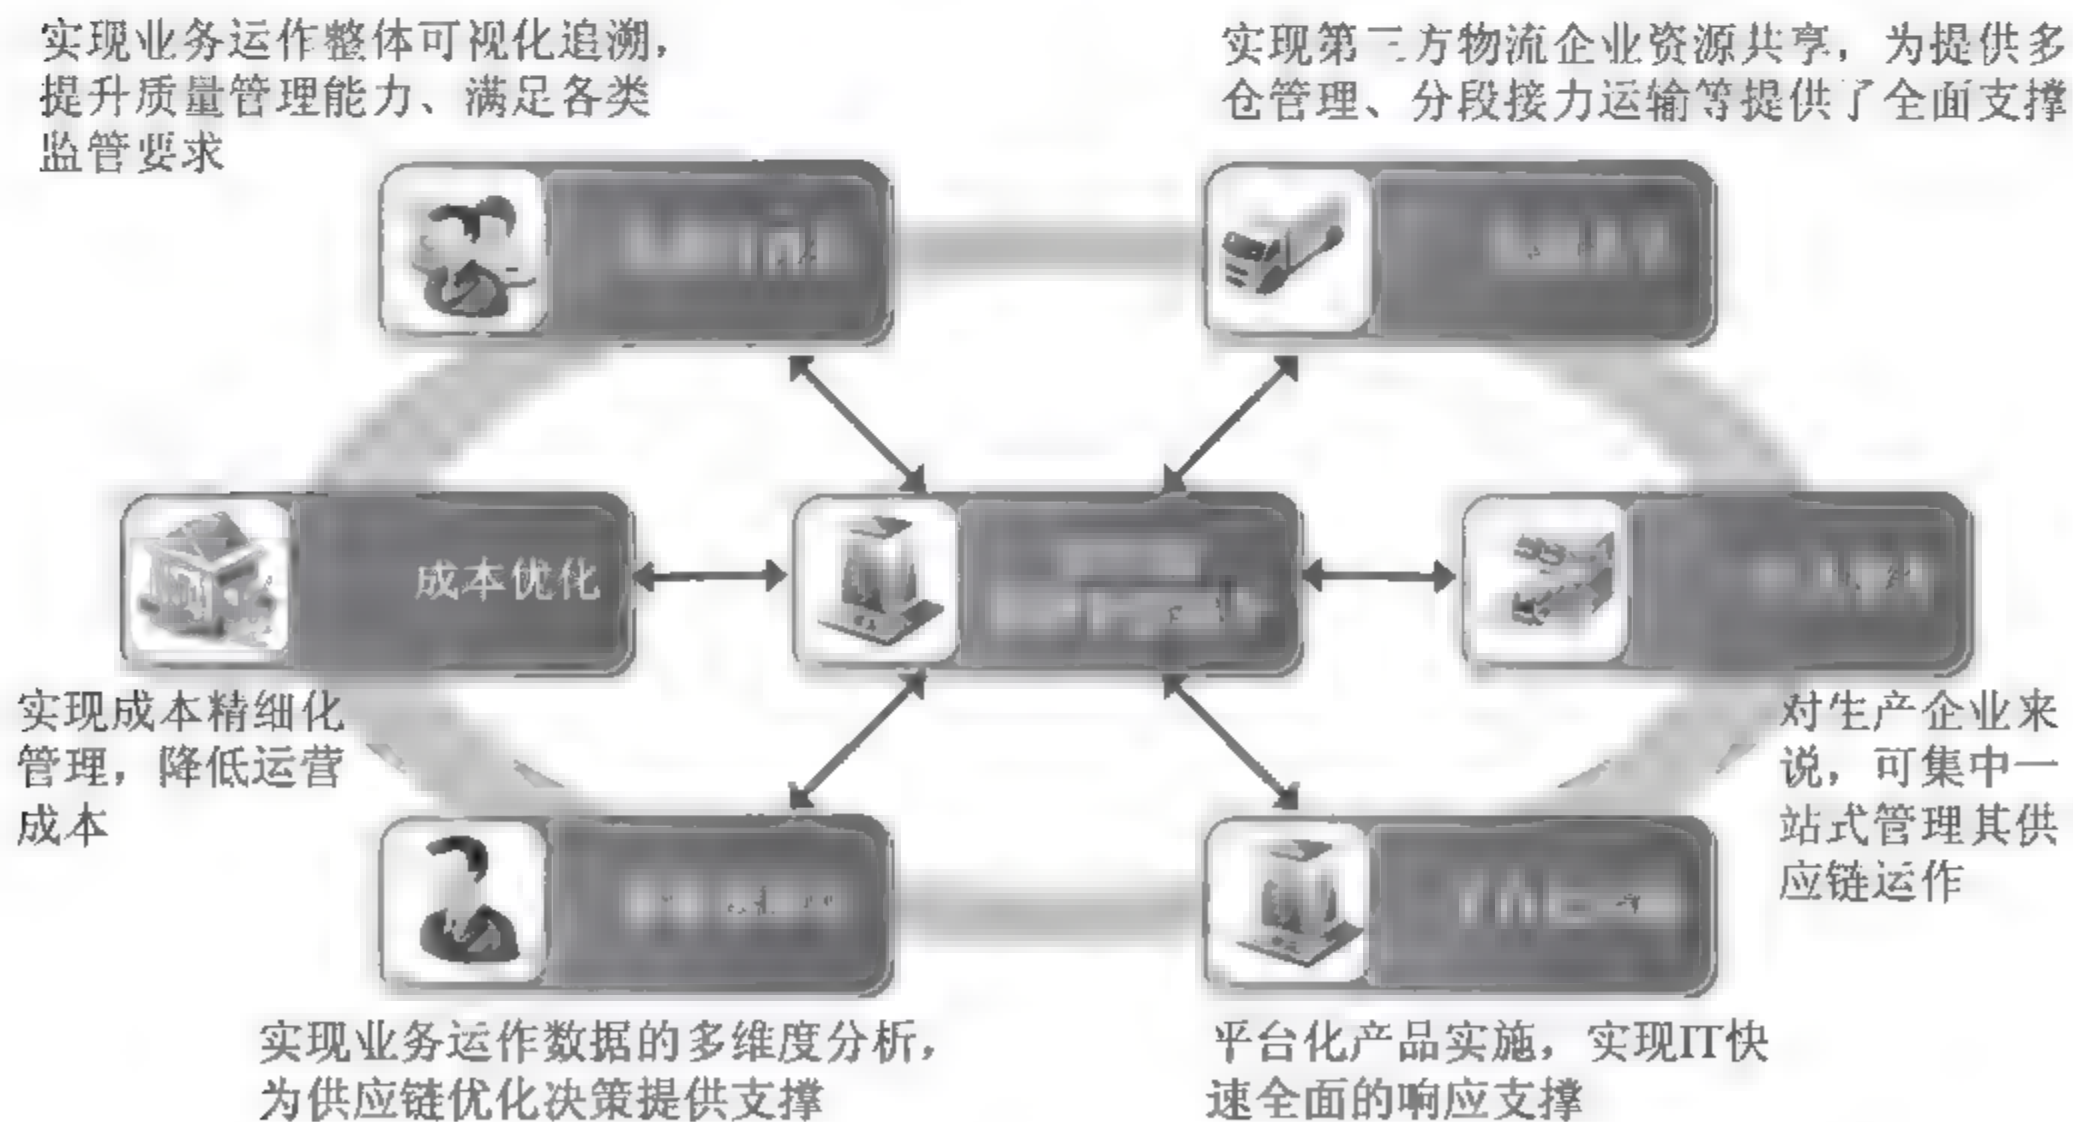 实现业务运作整体可视化追溯，
提升质量管理能力、满足各类
监管要求
实现第三方物流企业资源共享，为提供多
仓管理、分段接力运输等提供了全面支撑
成本优化
实现成本精细化
管理，降低运营
成本
对生产企业来
说，可集中一
站式管理其供
应链运作
实现业务运作数据的多维度分析，
为供应链优化决策提供支撑
平台化产品实施，实现IT快
速全面的响应支撑